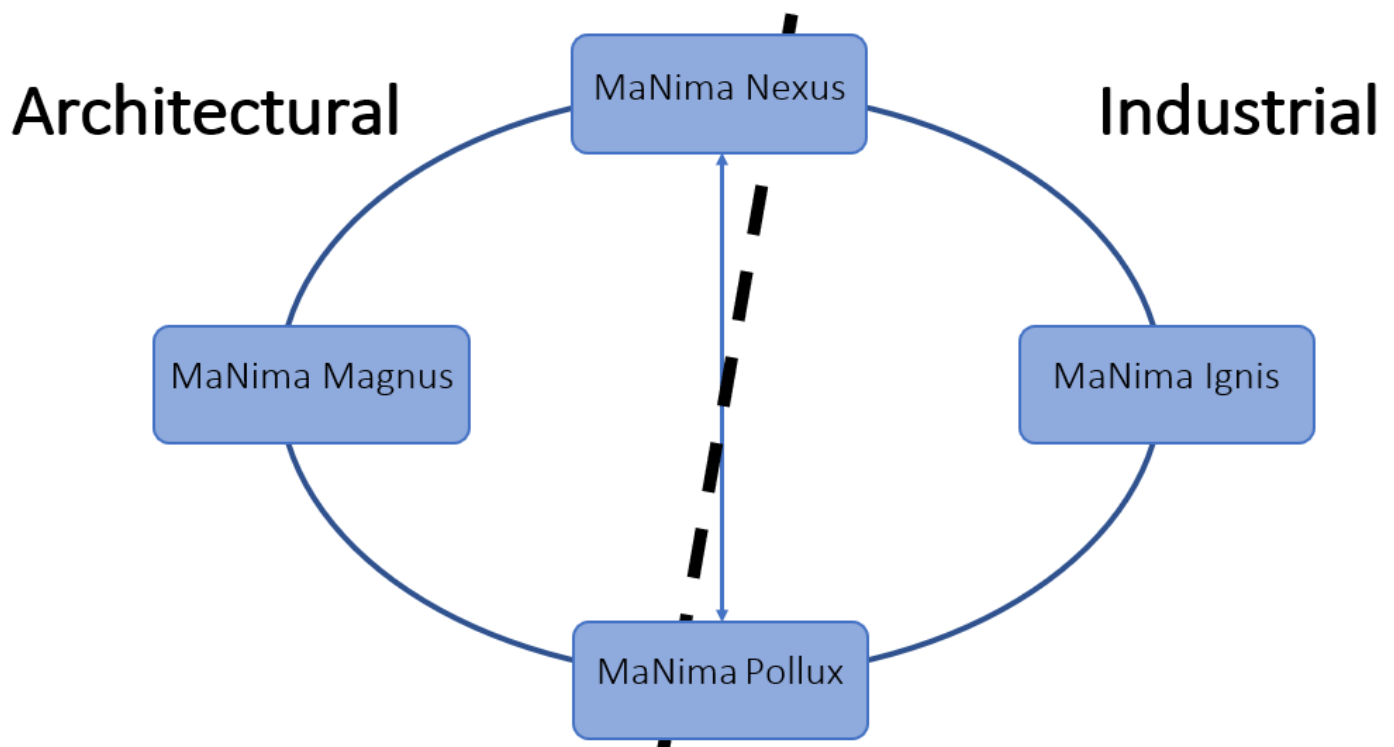 MaNima Nexus
Architectural
Industrial
MaNima Magnus
MaNima Ignis
MaNima Pollux